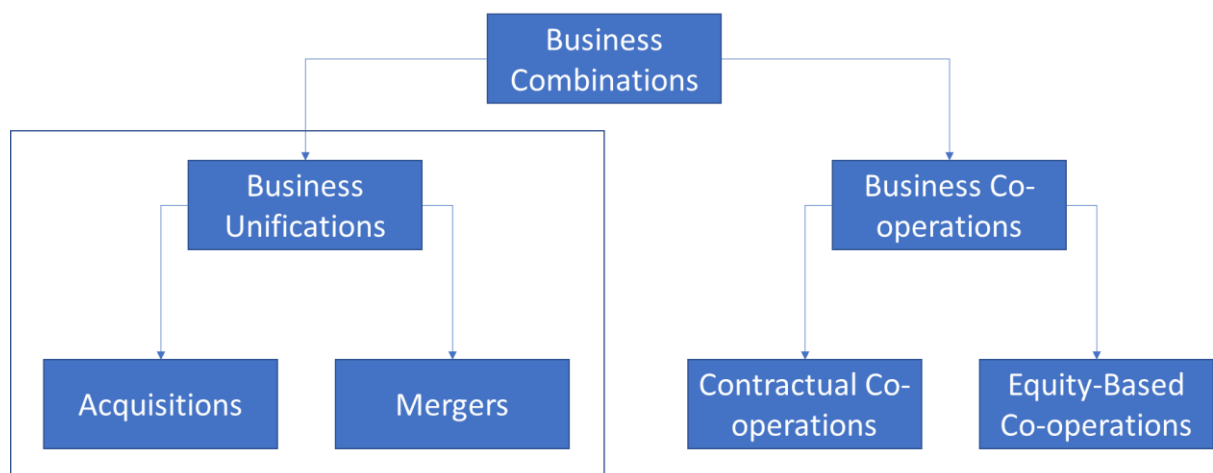 Business
Combinations
Business
Unifications
Business Co-
operations
Acquisitions
Mergers
Contractual Co-
operations
Equity-Based
Co-operations